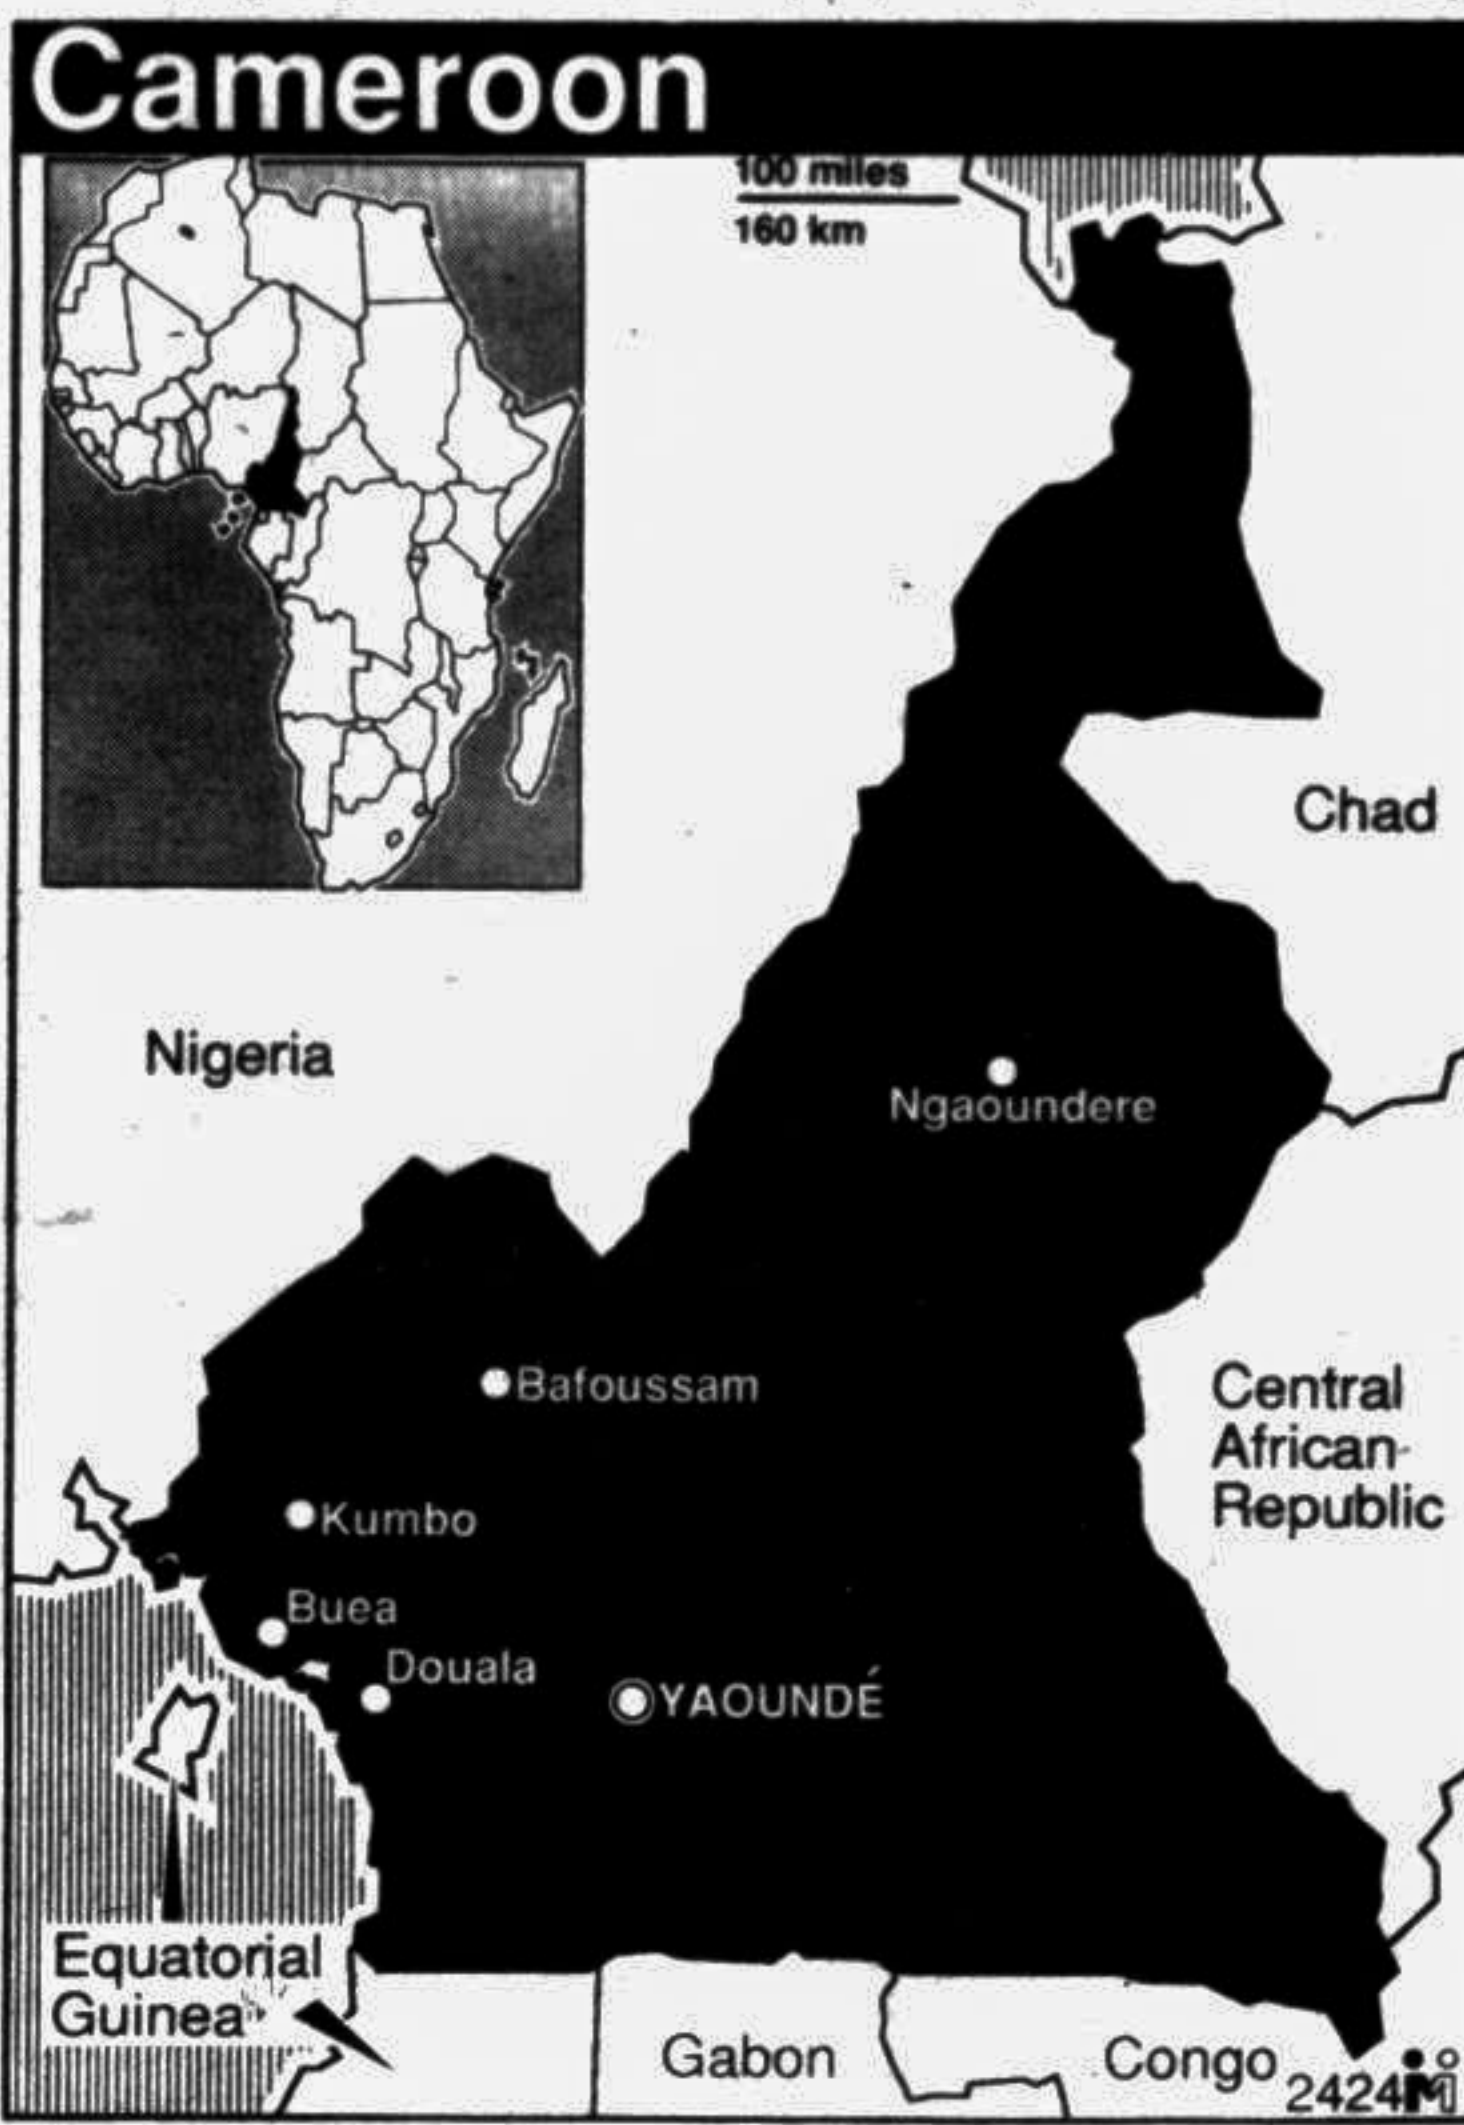 Cameroon
100 miles
160 km
Chad
Nigeria
Ngaoundere
Bafoussam
Central
African
Republic
Kumbo
Buea
Douala
YAOUNDÉ
Equatorial
Guinea
Gabon
Congo
2424